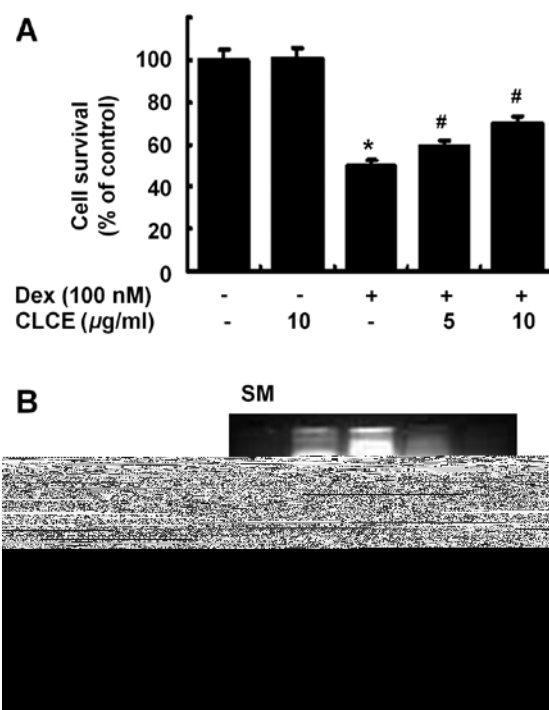 A
Cell survival
(% of control)
100
80
60
40
20
0
*
#
#
Dex (100 nM) - - + + +
CLCE (µg/ml) - 10 - 5 10
B
SM